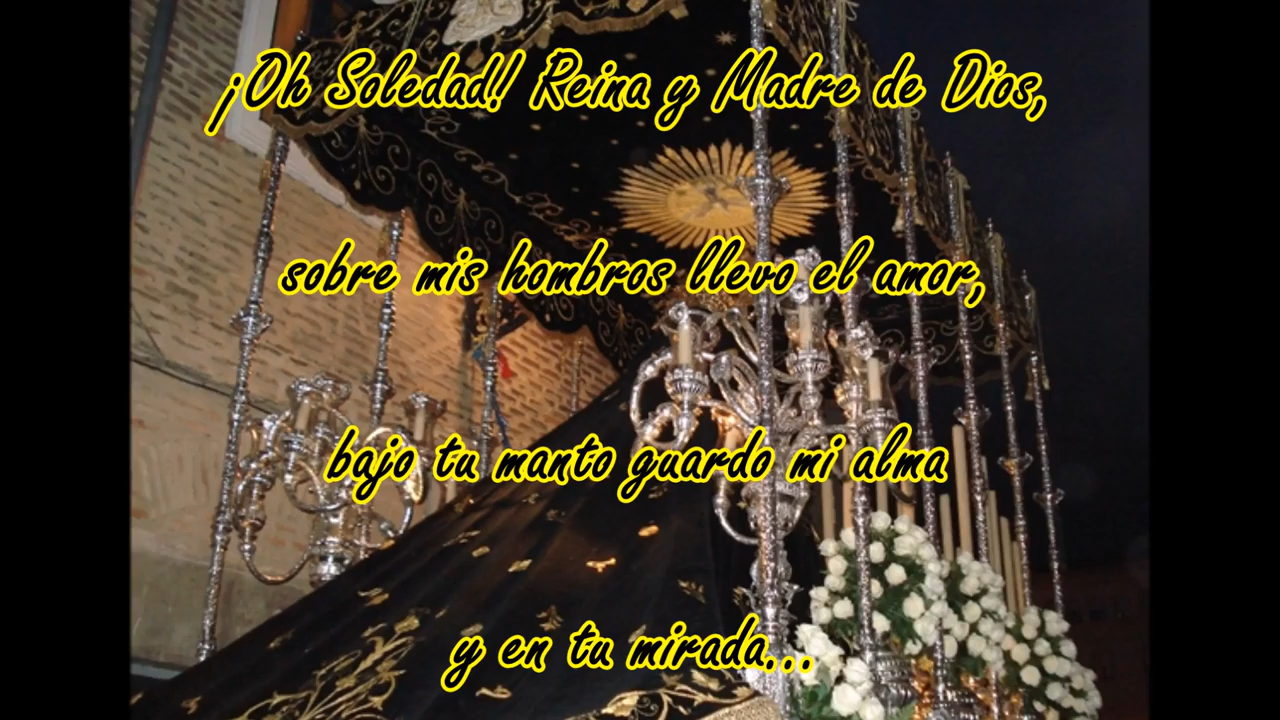 ¡Oh Soledad! Reina y Madre de Dios,
sobre mis hombros llevo el amor,
bajo tu manto guardo mi alma
y en tu mirada...